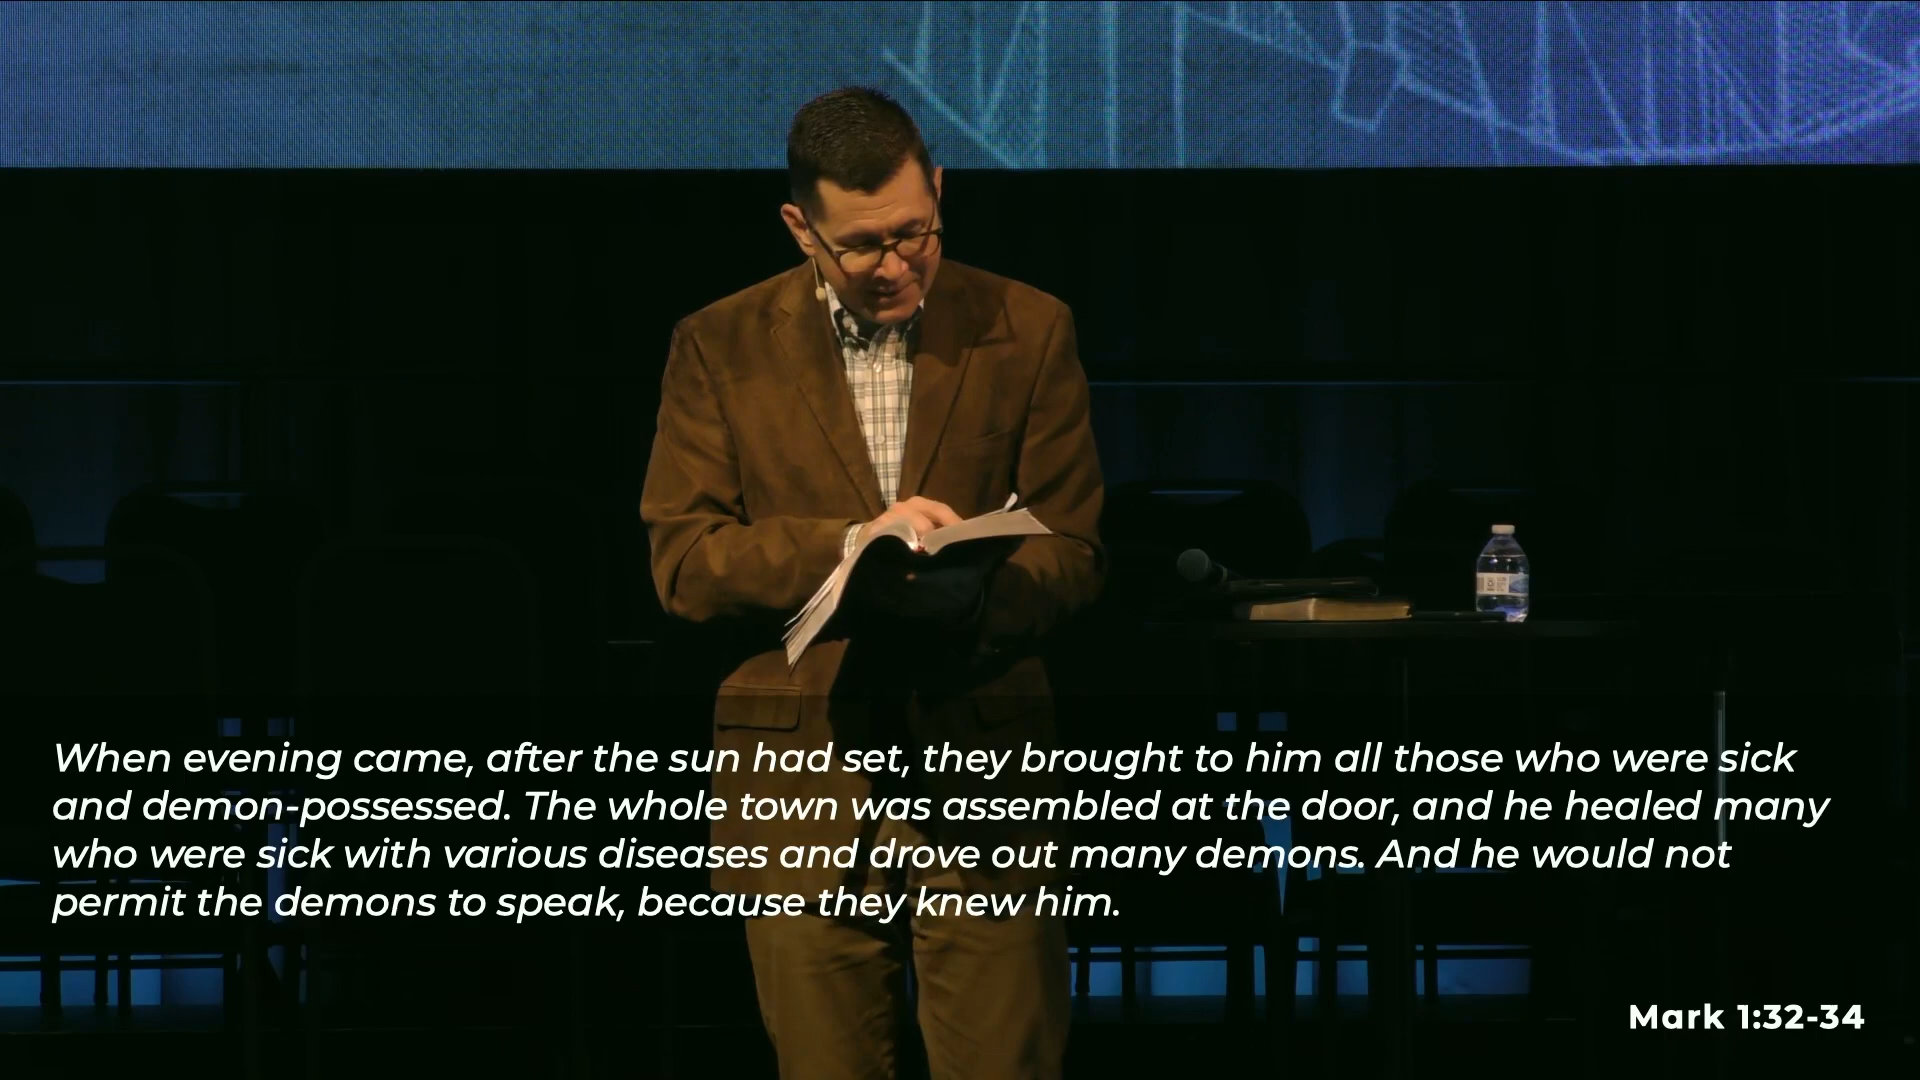 When evening came, after the sun had set, they brought to him all those who were sick
and demon-possessed. The whole town was assembled at the door, and he healed many
who were sick with various diseases and drove out many demons. And he would not
permit the demons to speak, because they knew him.
Mark 1:32-34